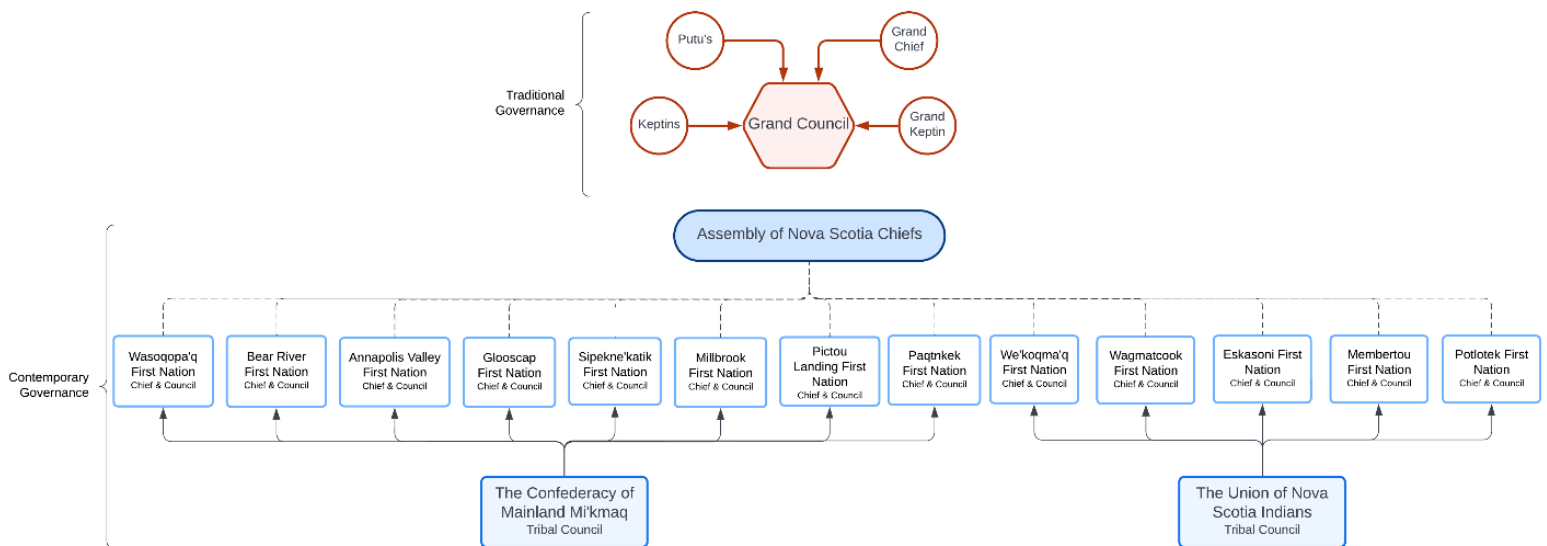 Putu's
Grand
Chief
Traditional
Governance
Keptins
Grand Council
Grand
Keptin
Assembly of Nova Scotia Chiefs
Contemporary
Governance
Wasoqopa'q
First Nation
Chief & Council
Bear River
First Nation
Chief & Council
Annapolis Valley
First Nation
Chief & Council
Glooscap
First Nation
Chief & Council
Sipekne'katik
First Nation
Chief & Council
Millbrook
First Nation
Chief & Council
Pictou
Landing First
Nation
Chief & Council
Paqtnkek
First Nation
Chief & Council
We'koqma'q
First Nation
Chief & Council
Wagmatcook
First Nation
Chief & Council
Eskasoni First
Nation
Chief & Council
Membertou
First Nation
Chief & Council
Potlotek First
Nation
Chief & Council
The Confederacy of
Mainland Mi'kmaq
Tribal Council
The Union of Nova
Scotia Indians
Tribal Council